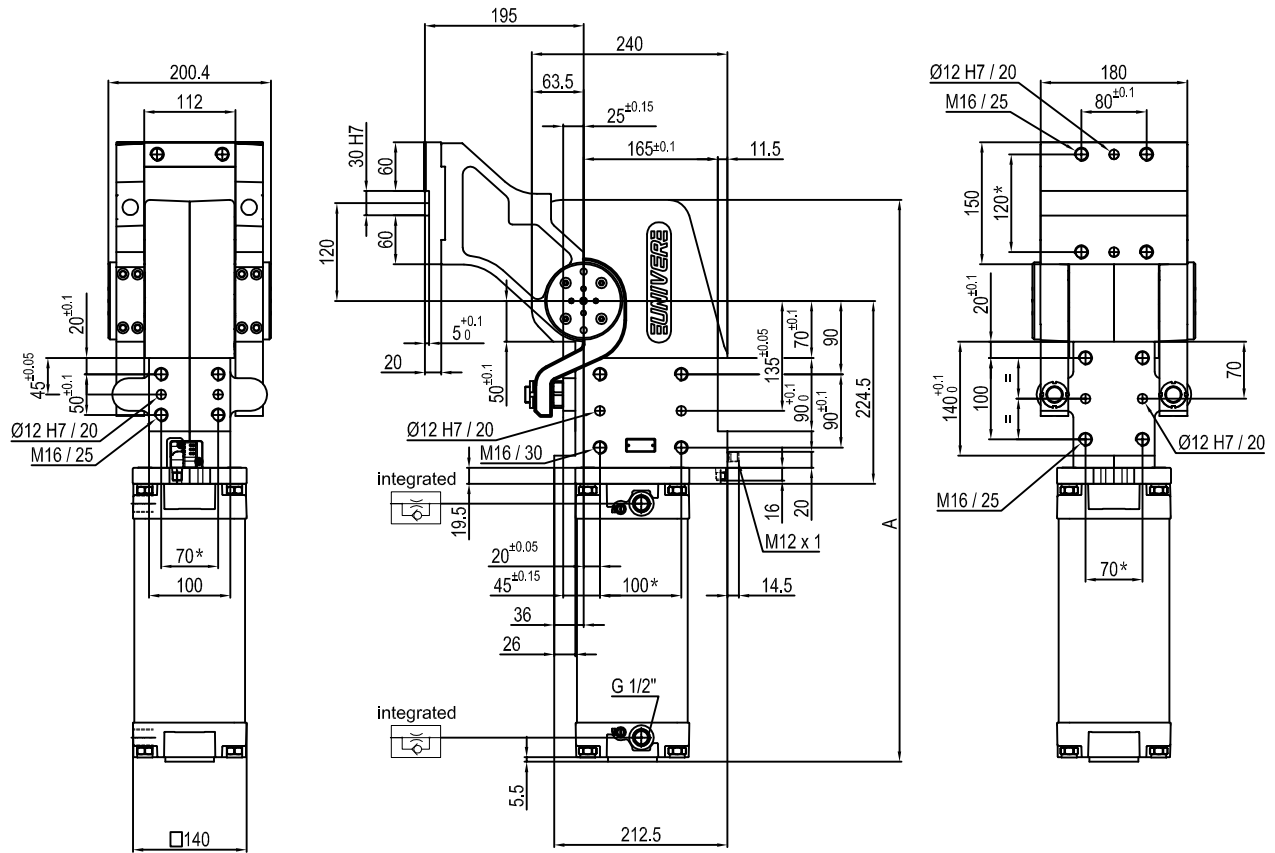 200.4
112
20±0.1
45±0.05
50±0.1
Ø12 H7 / 20
M16 / 25
70*
100
□140
195
240
63.5
25±0.15
165±0.1
11.5
30 H7
60
60
120
5 +0.1 0
20
50±0.1
UNIVER
70±0.1
90
135±0.05
90 +0.1 0
90±0.1
224.5
Ø12 H7 / 20
M16 / 30
integrated
19.5
16
20
M12 x 1
20±0.05
45±0.15
100*
14.5
36
26
A
G 1/2"
integrated
5.5
212.5
Ø12 H7 / 20
M16 / 25
180
80±0.1
150
120*
20±0.1
140 +0.1 0
100
=
=
70
Ø12 H7 / 20
M16 / 25
70*